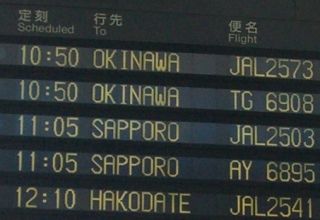 定刻 行先 便名
Scheduled To Flight
10:50 OKINAWA JAL2573
10:50 OKINAWA TG 6908
11:05 SAPPORO JAL2503
11:05 SAPPORO AY 6895
12:10 HAKODATE JAL2541